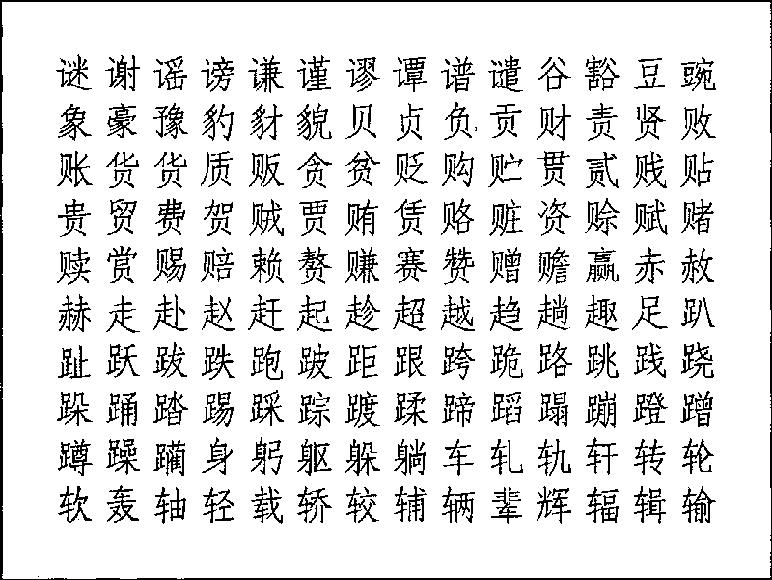 谜谢谣谤谦谨谬谭谱谴谷豁豆豌
象豪豫豹豺貌贝贞负贡财责贤败
账货货质贩贪贫贬购贮贯贰贱贴
贵贸费贺贼贾贿赁赂赃资赊赋赌
赎赏赐赔赖赘赚赛赞赠赡赢赤赦
赫走赴赵赶起趁超越趋趟趣足趴
趾跃跋跌跑跛距跟跨跪路跳践跷
跺踊踏踢踩踪踱蹂蹄蹈蹋蹦蹬蹭
蹲躁躏身躬躯躲躺车轧轨轩转轮
软轰轴轻载轿较辅辆辈辉辐辑输